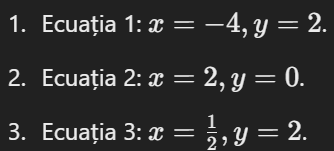 1. Ecuația 1: x = −4, y = 2.
2. Ecuația 2: x = 2, y = 0.
3. Ecuația 3: x = 1/2, y = 2.